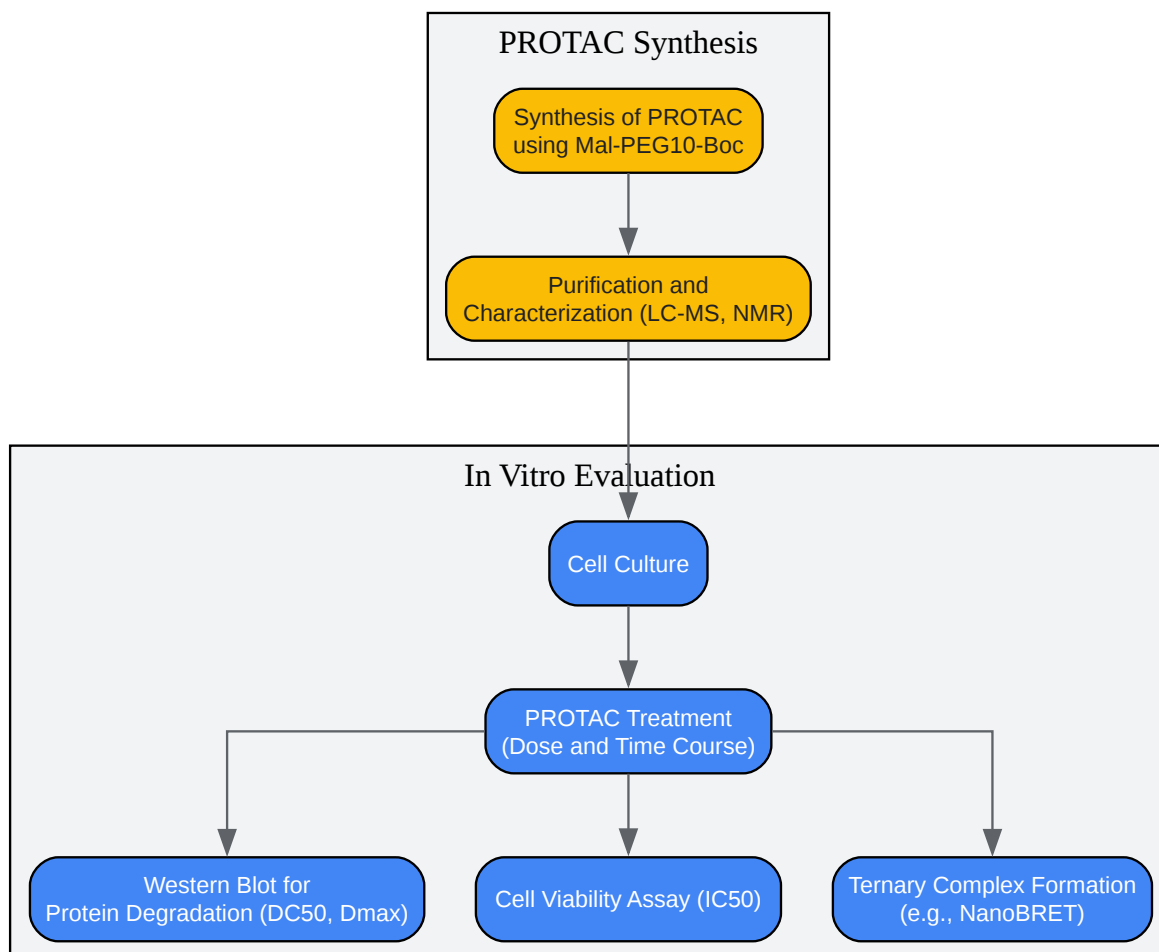 PROTAC Synthesis
Synthesis of PROTAC
using Mal-PEG10-Boc
Purification and
Characterization (LC-MS, NMR)
In Vitro Evaluation
Cell Culture
PROTAC Treatment
(Dose and Time Course)
Western Blot for
Protein Degradation (DC50, Dmax)
Cell Viability Assay (IC50)
Ternary Complex Formation
(e.g., NanoBRET)